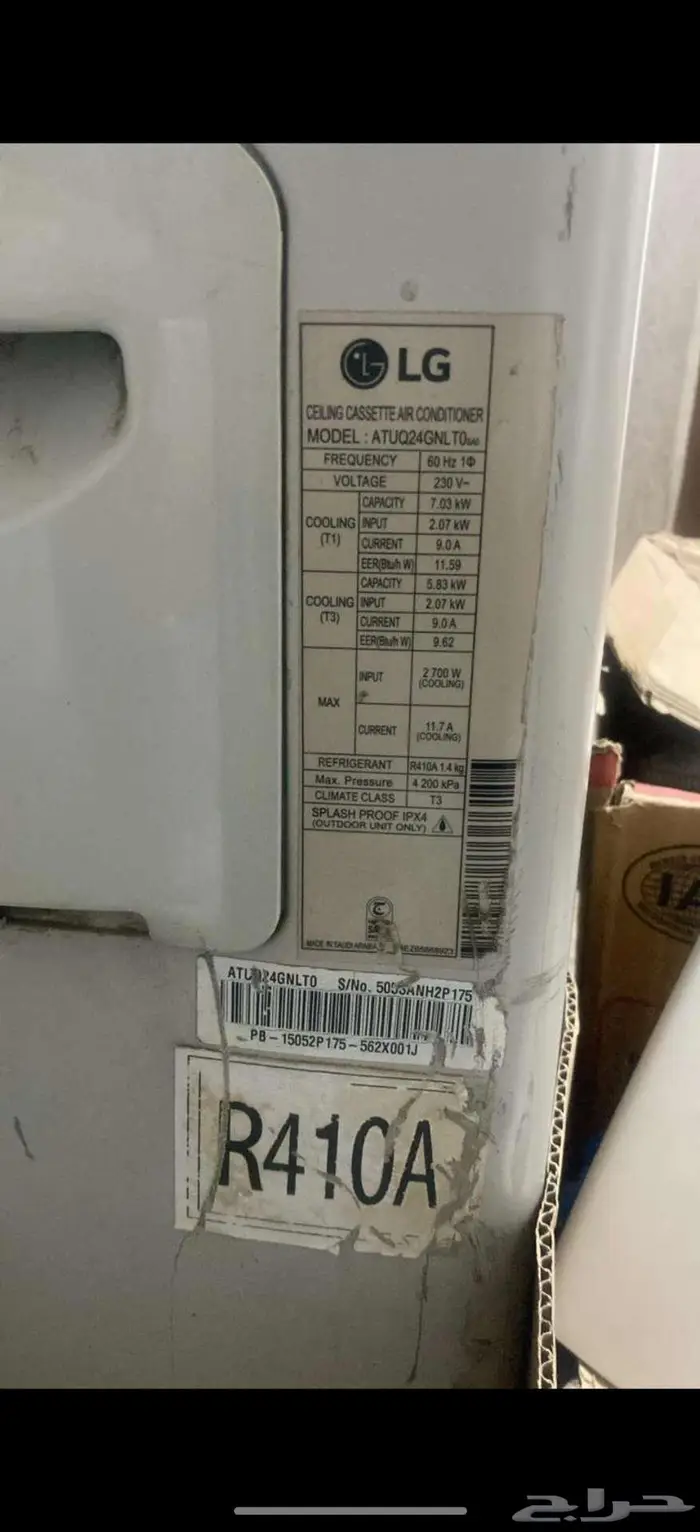 LG
CEILING CASSETTE AIR CONDITIONER
MODEL : ATUQ24GNLT0
FREQUENCY 60 Hz 1Φ
VOLTAGE 230 V~
COOLING (T1) CAPACITY 7.03 kW
INPUT 2.07 kW
CURRENT 9.0 A
EER(Btu/h W) 11.59
COOLING (T3) CAPACITY 5.83 kW
INPUT 2.07 kW
CURRENT 9.0 A
EER(Btu/h W) 9.62
MAX INPUT 2 700 W (COOLING)
CURRENT 11.7 A (COOLING)
REFRIGERANT R410A 1.4 kg
Max. Pressure 4 200 kPa
CLIMATE CLASS T3
SPLASH PROOF IPX4
(OUTDOOR UNIT ONLY)
MADE IN SAUDI ARABIA
ATUQ24GNLT0 S/No.
PB-15052P175-562X001J
R410A
حراج